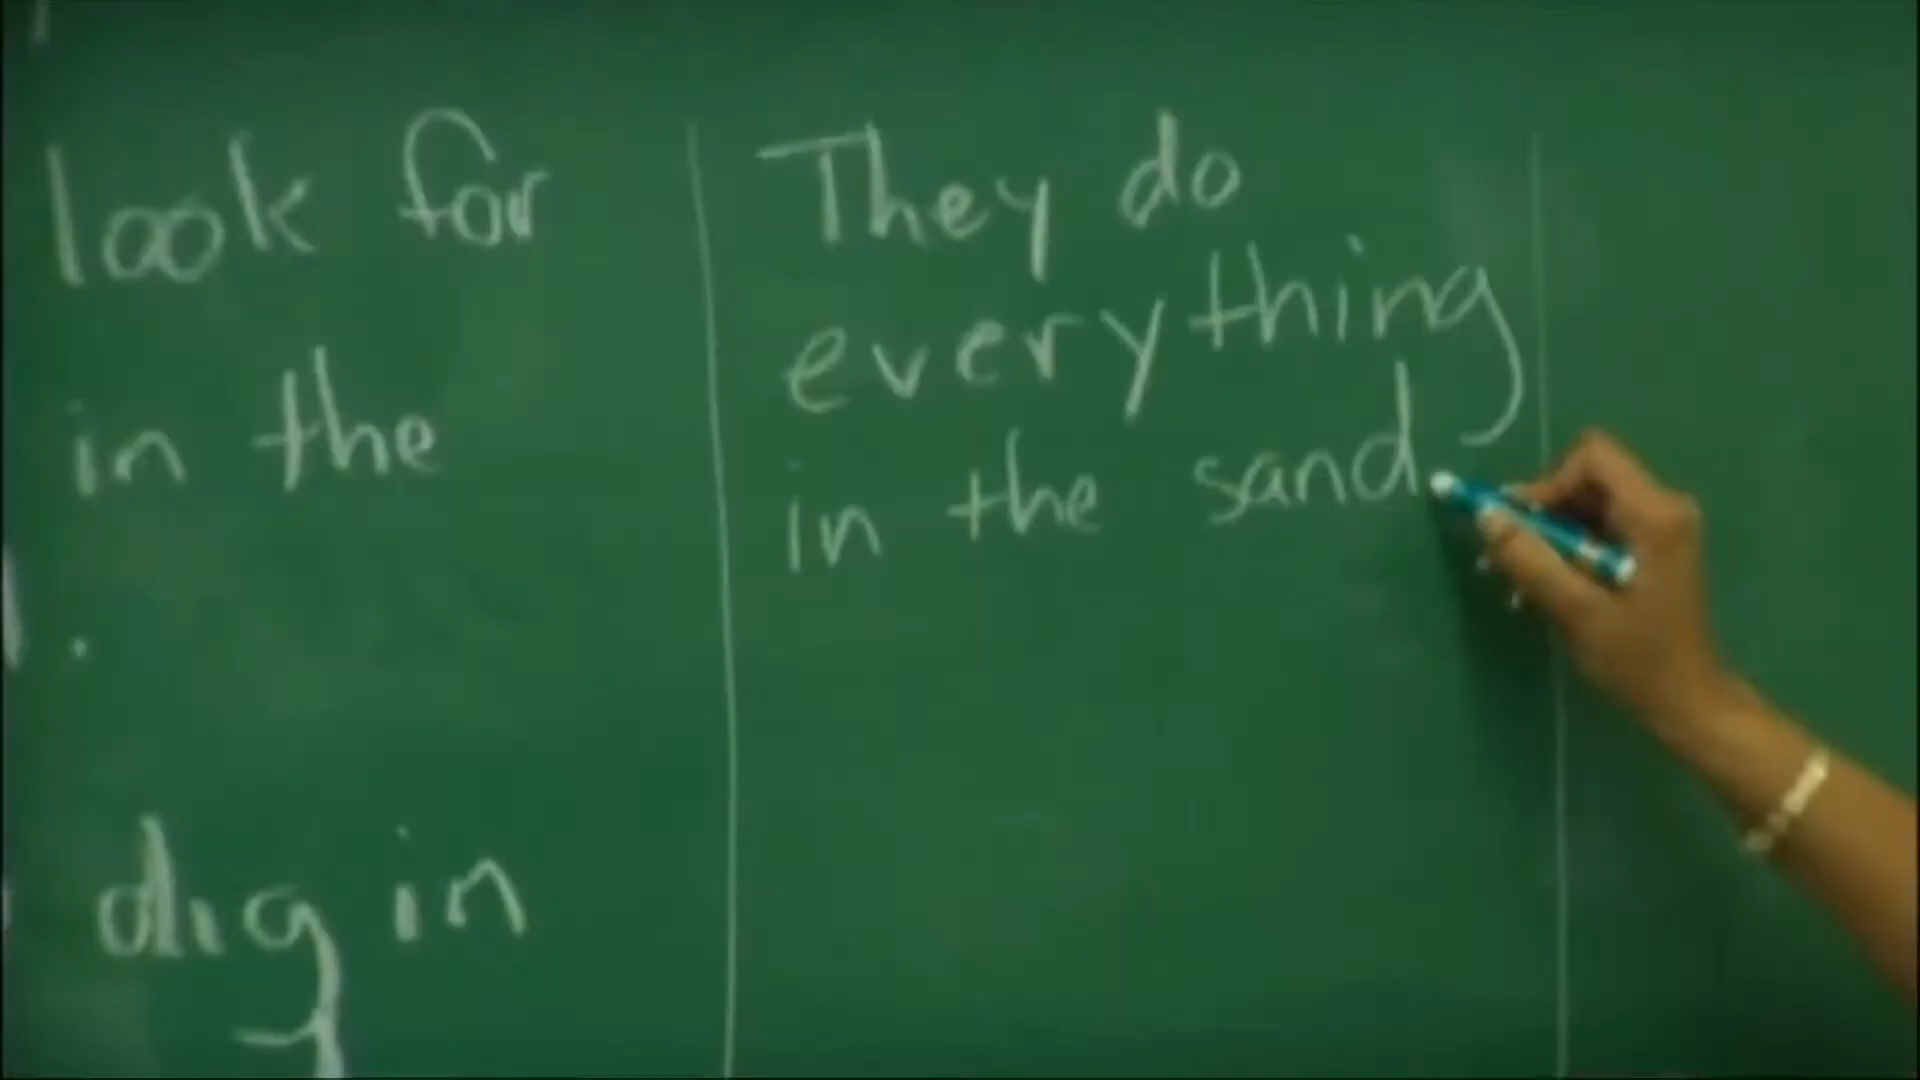 look for
in the
.
dig in
They do
everything
in the sand.